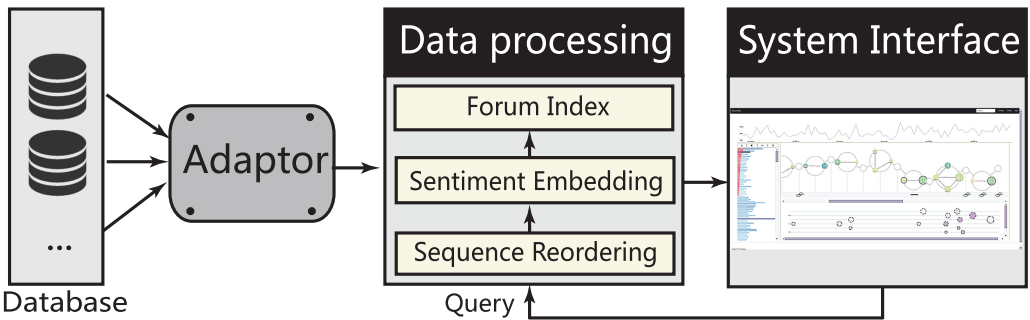 Data processing
System Interface
Forum Index
Adaptor
Sentiment Embedding
Sequence Reordering
...
Database
Query